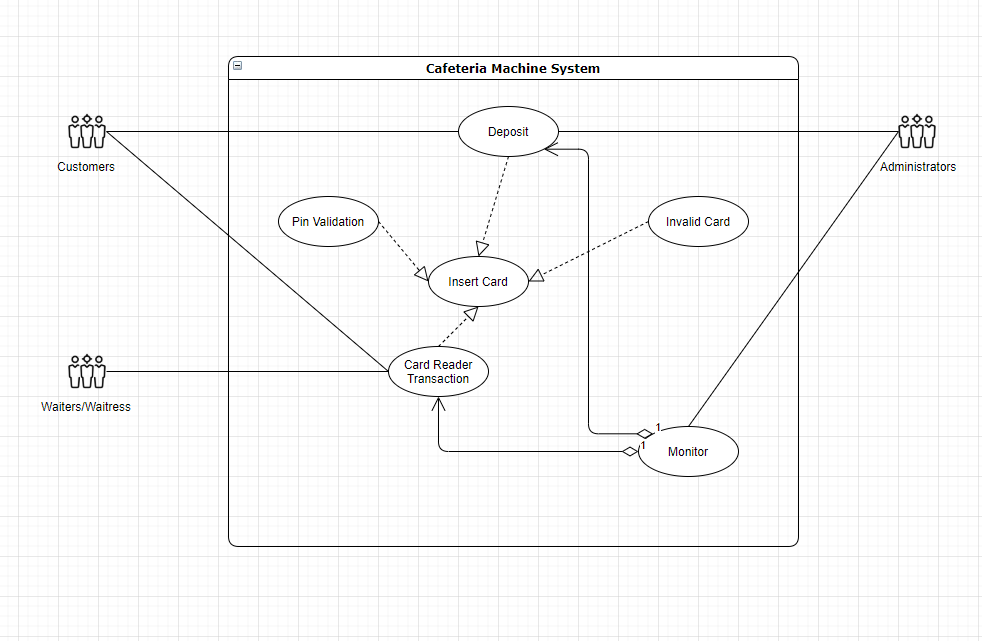 Cafeteria Machine System
Deposit
Customers
Administrators
Pin Validation
Invalid Card
Insert Card
Card Reader
Transaction
Waiters/Waitress
1
1
Monitor